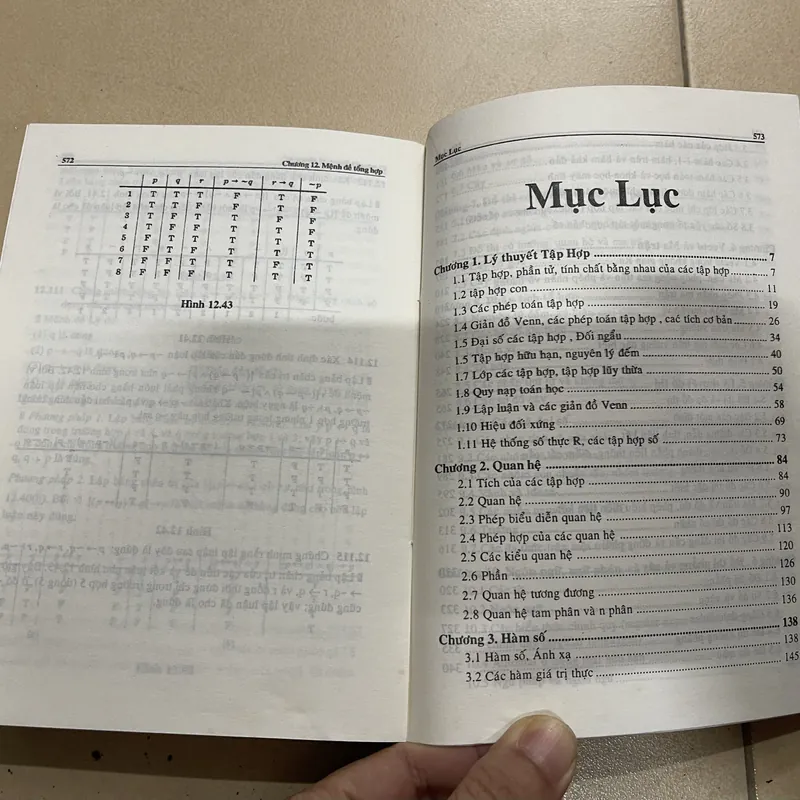 572 Chương 12. Mệnh đề tổng hợp
p q r p → ~q r → q ~p
1 T T T F T F
2 T T F F T F
3 T F T T F F
4 T F F T T F
5 F T T T T T
6 F T F T T T
7 F F T T F T
8 F F F T T T
Hình 12.43
Mục Lục 573
Mục Lục
Chương 1. Lý thuyết Tập Hợp 7
1.1 Tập hợp, phần tử, tính chất bằng nhau của các tập hợp 7
1.2 tập hợp con 11
1.3 Các phép toán tập hợp 19
1.4 Giản đồ Venn, các phép toán tập hợp , các tích cơ bản 26
1.5 Đại số các tập hợp , Đối ngẫu 34
1.5 Tập hợp hữu hạn, nguyên lý đếm 40
1.7 Lớp các tập hợp, tập hợp lũy thừa 50
1.8 Quy nạp toán học 54
1.9 Lập luận và các giản đồ Venn 58
1.10 Hiệu đối xứng 69
1.11 Hệ thống số thực R, các tập hợp số 73
Chương 2. Quan hệ 84
2.1 Tích của các tập hợp 84
2.2 Quan hệ 90
2.3 Phép biểu diễn quan hệ 97
2.4 Phép hợp của các quan hệ 113
2.5 Các kiểu quan hệ 120
2.6 Phần 126
2.7 Quan hệ tương đương 130
2.8 Quan hệ tam phân và n phân 136
Chương 3. Hàm số 138
3.1 Hàm số, Ánh xạ 138
3.2 Các hàm giá trị thực 145